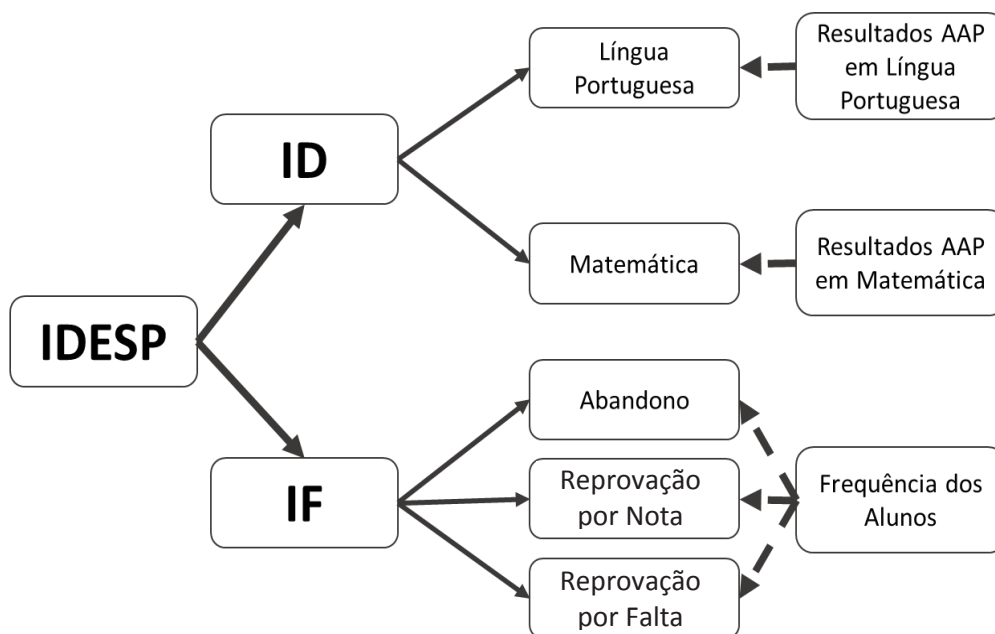 Língua
Portuguesa
Resultados AAP
em Língua
Portuguesa
ID
Matemática
Resultados AAP
em Matemática
IDESP
Abandono
IF
Reprovação
por Nota
Frequência dos
Alunos
Reprovação
por Falta